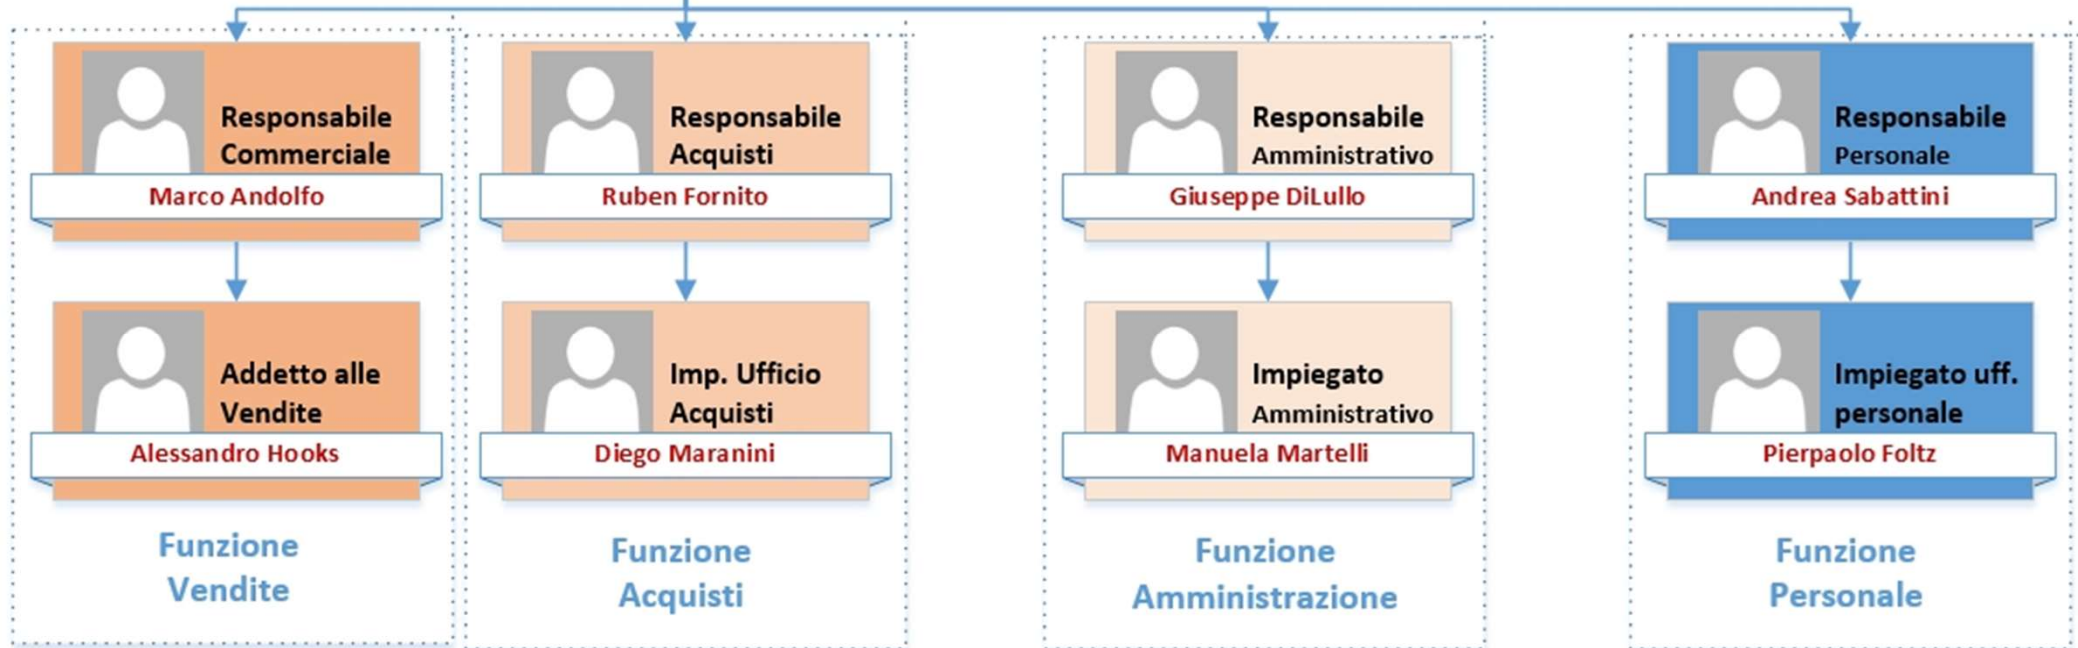 Responsabile
Commerciale
Marco Andolfo
Responsabile
Acquisti
Ruben Fornito
Responsabile
Amministrativo
Giuseppe DiLullo
Responsabile
Personale
Andrea Sabattini
Addetto alle
Vendite
Alessandro Hooks
Imp. Ufficio
Acquisti
Diego Maranini
Impiegato
Amministrativo
Manuela Martelli
Impiegato uff.
personale
Pierpaolo Foltz
Funzione
Vendite
Funzione
Acquisti
Funzione
Amministrazione
Funzione
Personale